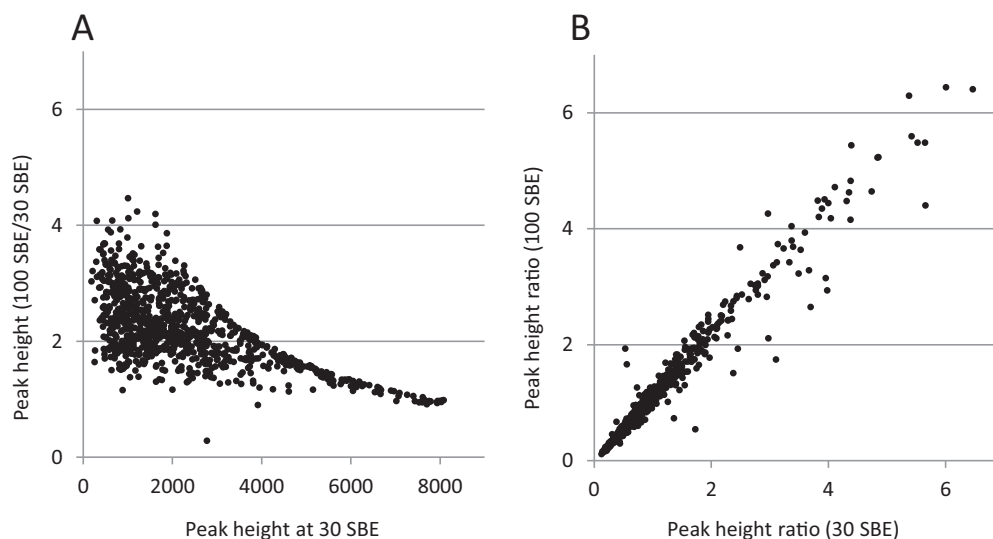 A
6
4
2
0
0 2000 4000 6000 8000
Peak height (100 SBE/30 SBE)
Peak height at 30 SBE
B
6
4
2
0
0 2 4 6
Peak height ratio (100 SBE)
Peak height ratio (30 SBE)